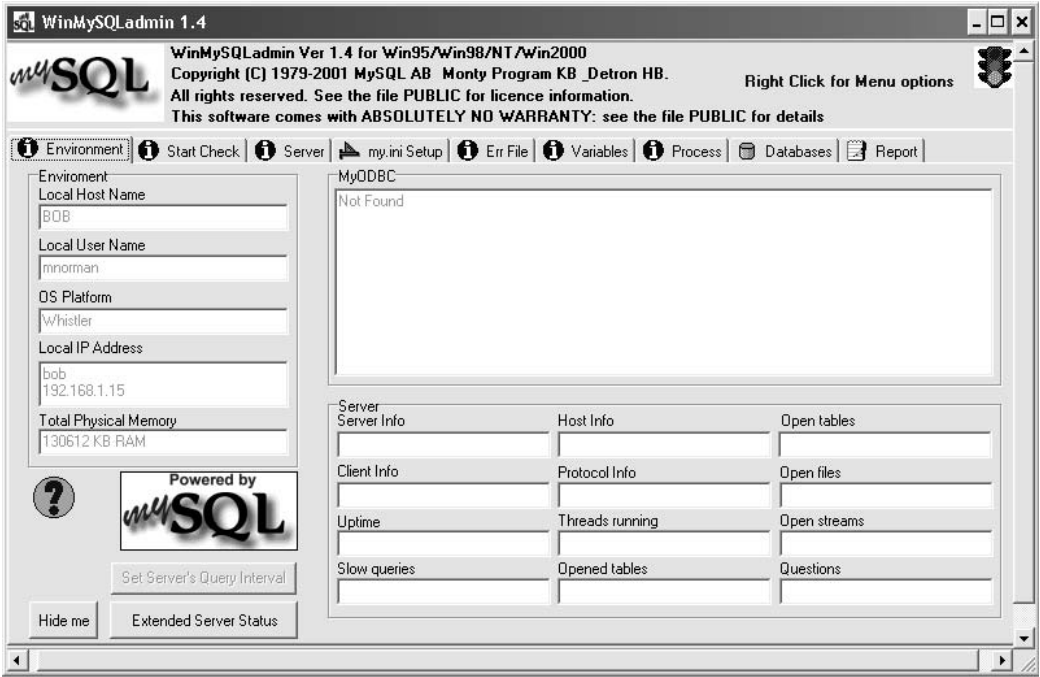 WinMySQLadmin 1.4
mySQL
WinMySQLadmin Ver 1.4 for Win95/Win98/NT/Win2000
Copyright (C) 1979-2001 MySQL AB Monty Program KB _Detron HB.
All rights reserved. See the file PUBLIC for licence information.
This software comes with ABSOLUTELY NO WARRANTY: see the file PUBLIC for details
Right Click for Menu options
Environment
Start Check
Server
my.ini Setup
Err File
Variables
Process
Databases
Report
Enviroment
Local Host Name
BOB
Local User Name
mnorman
OS Platform
Whistler
Local IP Address
bob
192.168.1.15
Total Physical Memory
130612 KB RAM
Powered by
mySQL
Set Server's Query Interval
Hide me
Extended Server Status
MyODBC
Not Found
Server
Server Info
Host Info
Open tables
Client Info
Protocol Info
Open files
Uptime
Threads running
Open streams
Slow queries
Opened tables
Questions